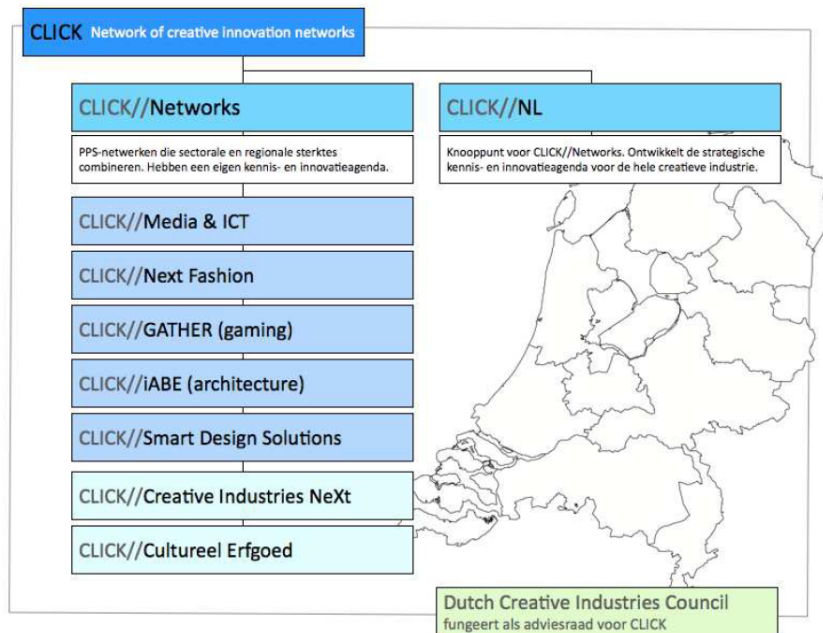 CLICK Network of creative innovation networks
CLICK//Networks
PPS-netwerken die sectorale en regionale sterktes
combineren. Hebben een eigen kennis- en innovatieagenda.
CLICK//Media & ICT
CLICK//Next Fashion
CLICK//GATHER (gaming)
CLICK//iABE (architecture)
CLICK//Smart Design Solutions
CLICK//Creative Industries NeXt
CLICK//Cultureel Erfgoed
CLICK//NL
Knooppunt voor CLICK//Networks. Ontwikkelt de strategische
kennis- en innovatieagenda voor de hele creatieve industrie.
Dutch Creative Industries Council
fungeert als adviesraad voor CLICK